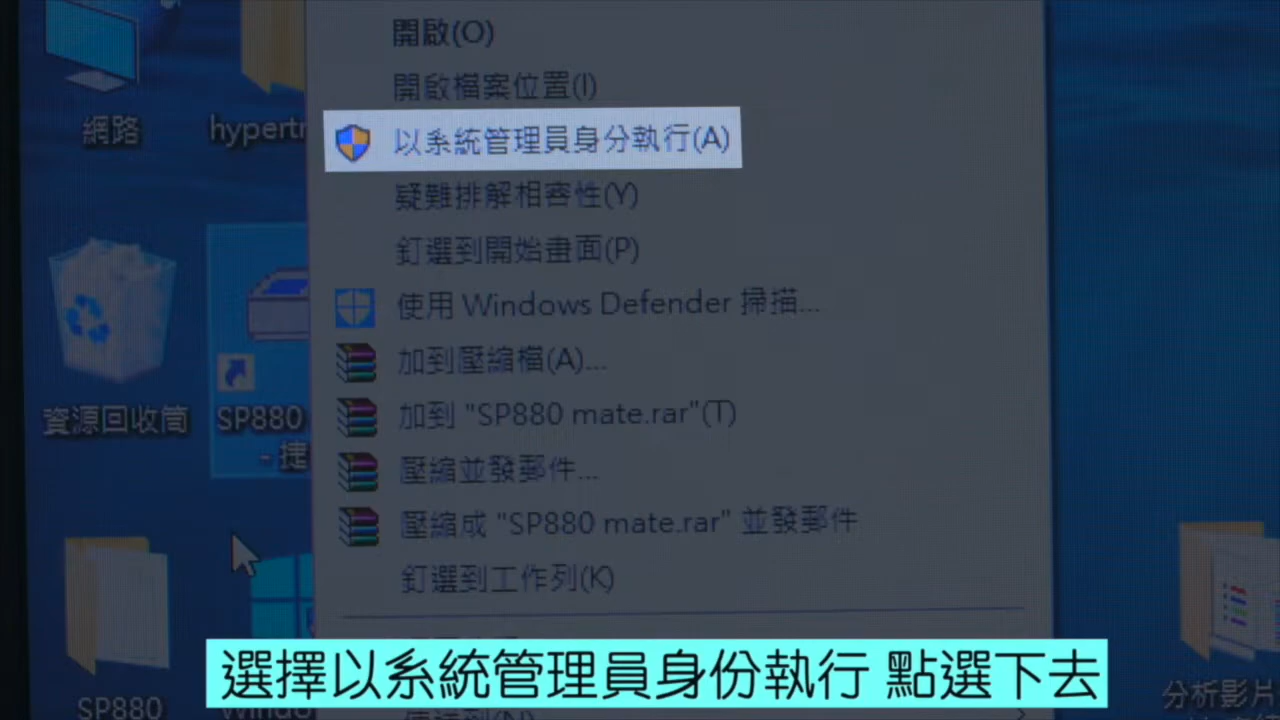 開啟(O)
開啟檔案位置(I)
以系統管理員身分執行(A)
疑難排解相容性(Y)
釘選到開始畫面(P)
使用 Windows Defender 掃描...
加到壓縮檔(A)...
加到 "SP880 mate.rar"(T)
壓縮並發郵件...
壓縮成 "SP880 mate.rar" 並發郵件
釘選到工作列(K)
網路
hypertr
資源回收筒
SP880
- 捷
SP880
Windo
分析影片
選擇以系統管理員身份執行 點選下去